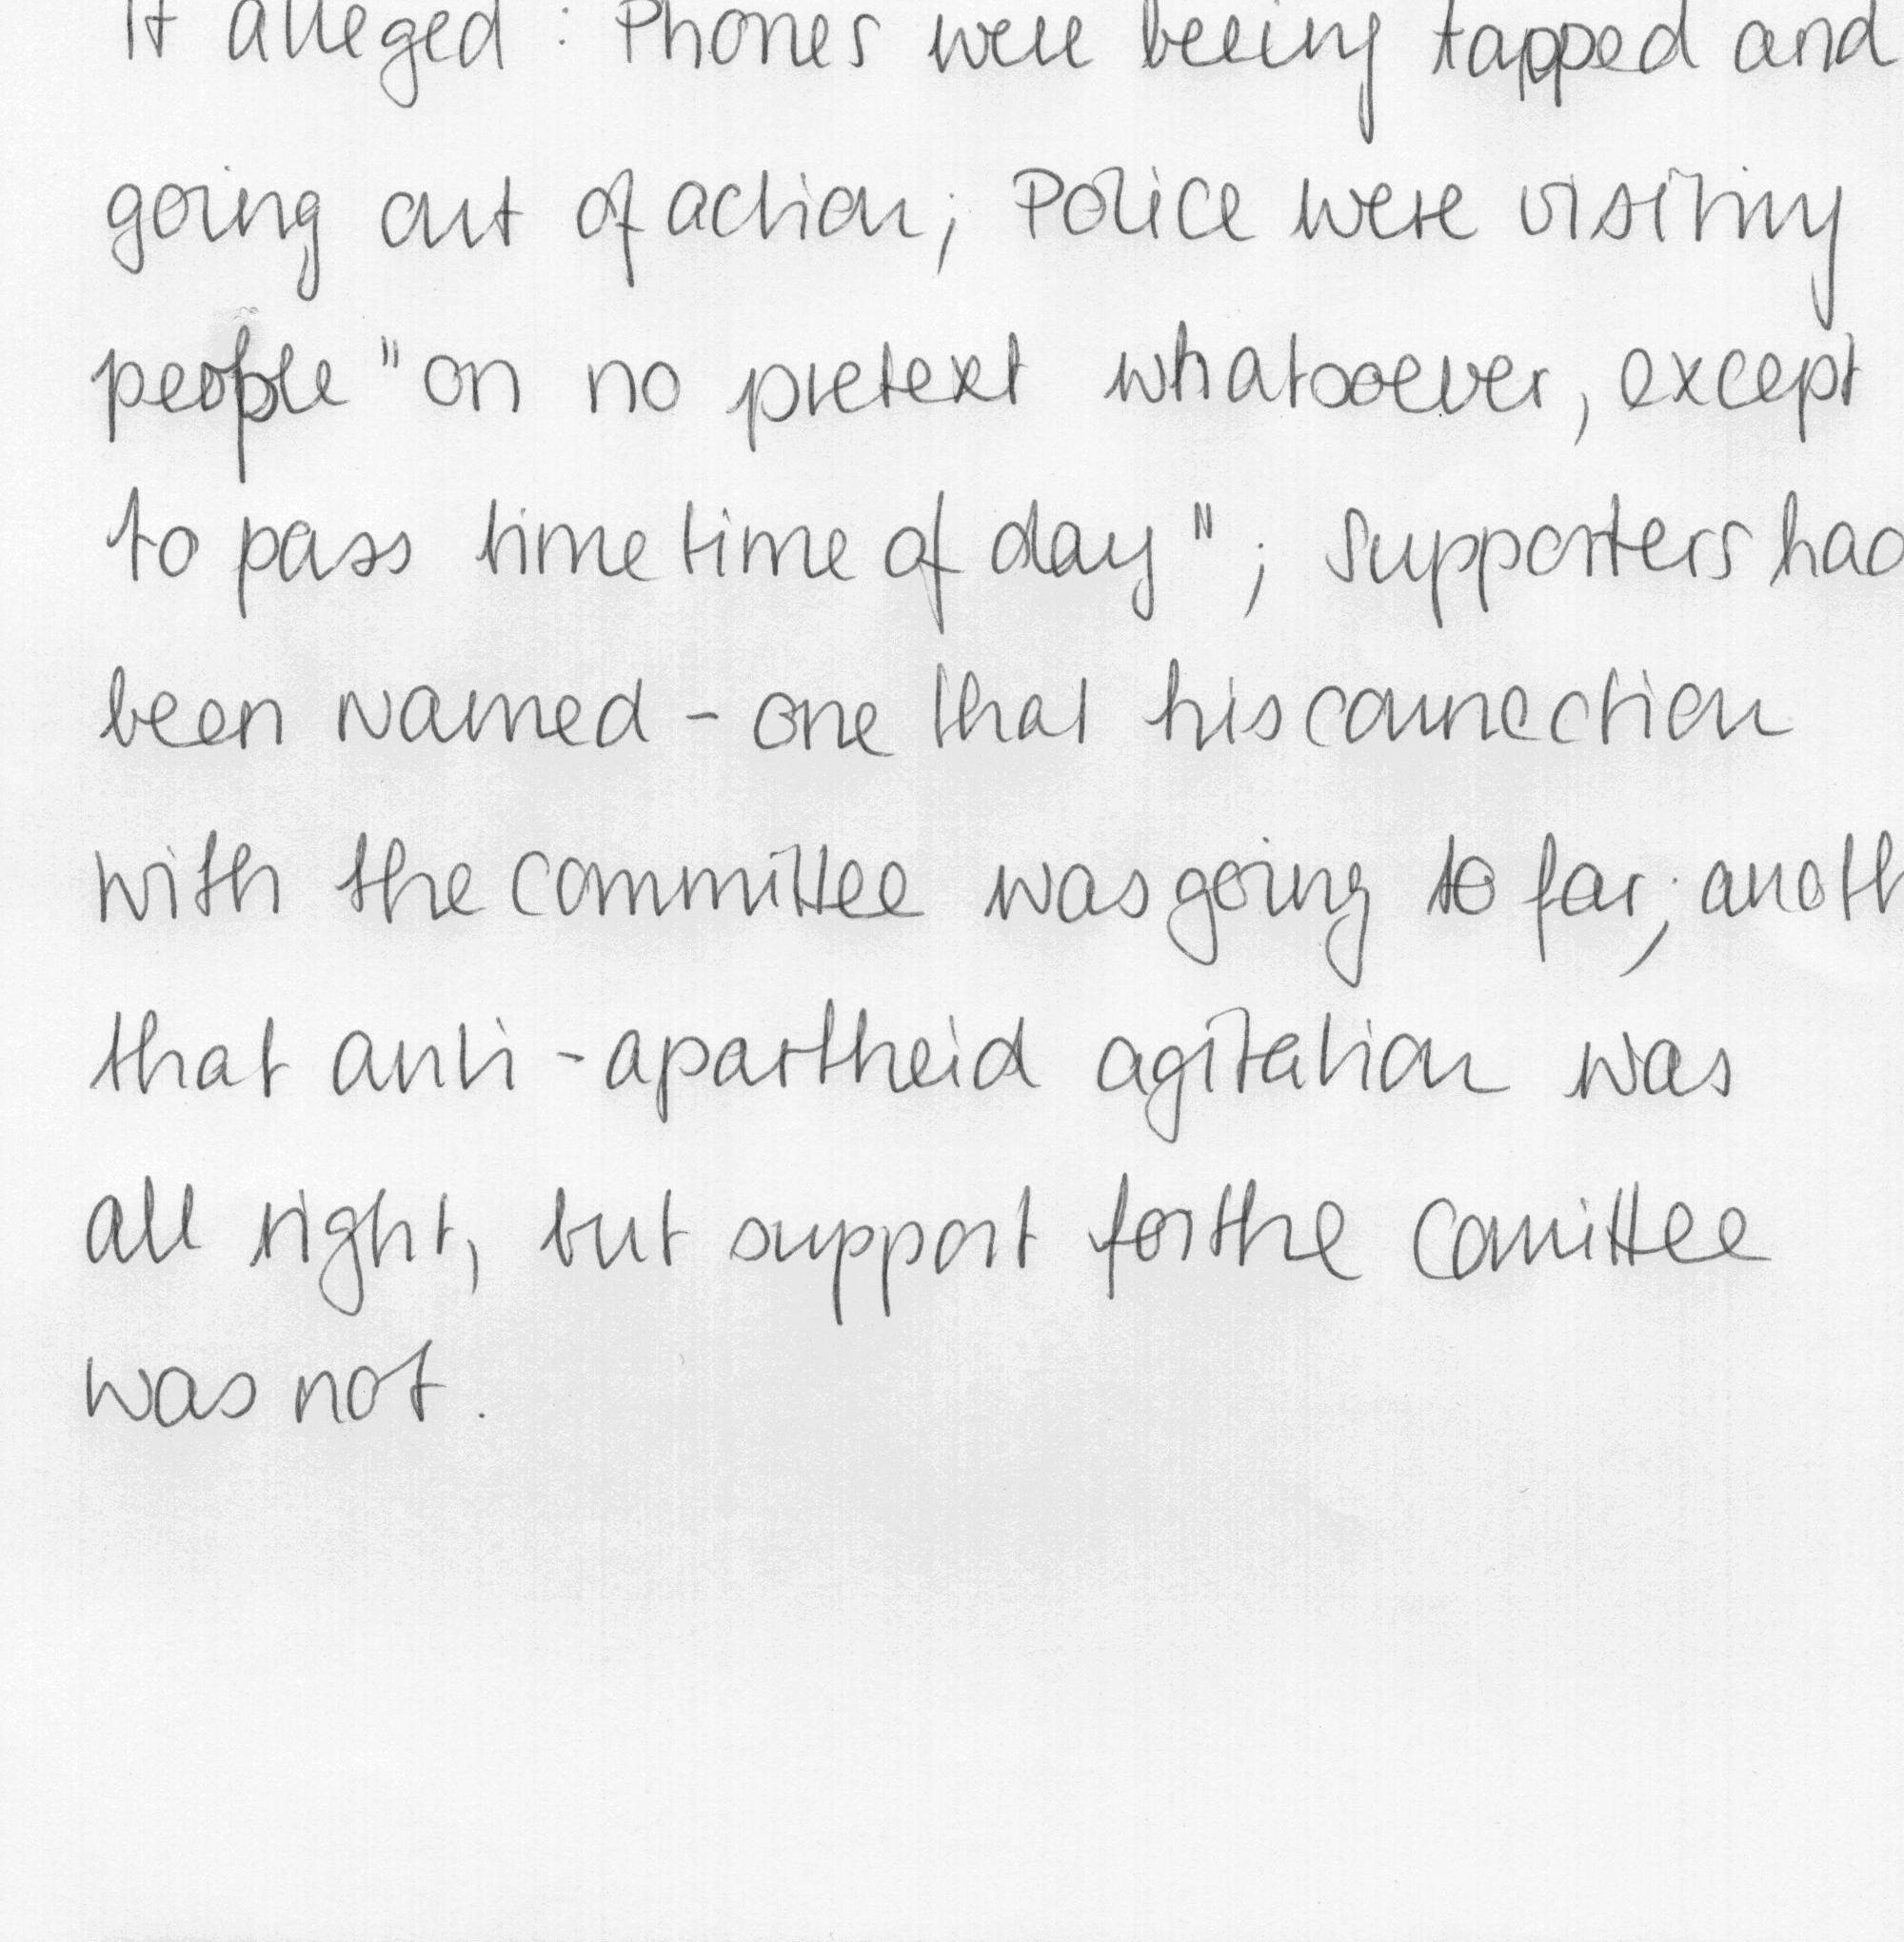 It alleged : Phones were beeing tapped and
going out of action; Police were visiting
people "on no pretext whatsoever, except
to pass time time of day"; Supporters had
been named - one that his connection
with the committee was going to far; anoth
that anti-apartheid agitation was
all right, but support for the Comittee
was not.